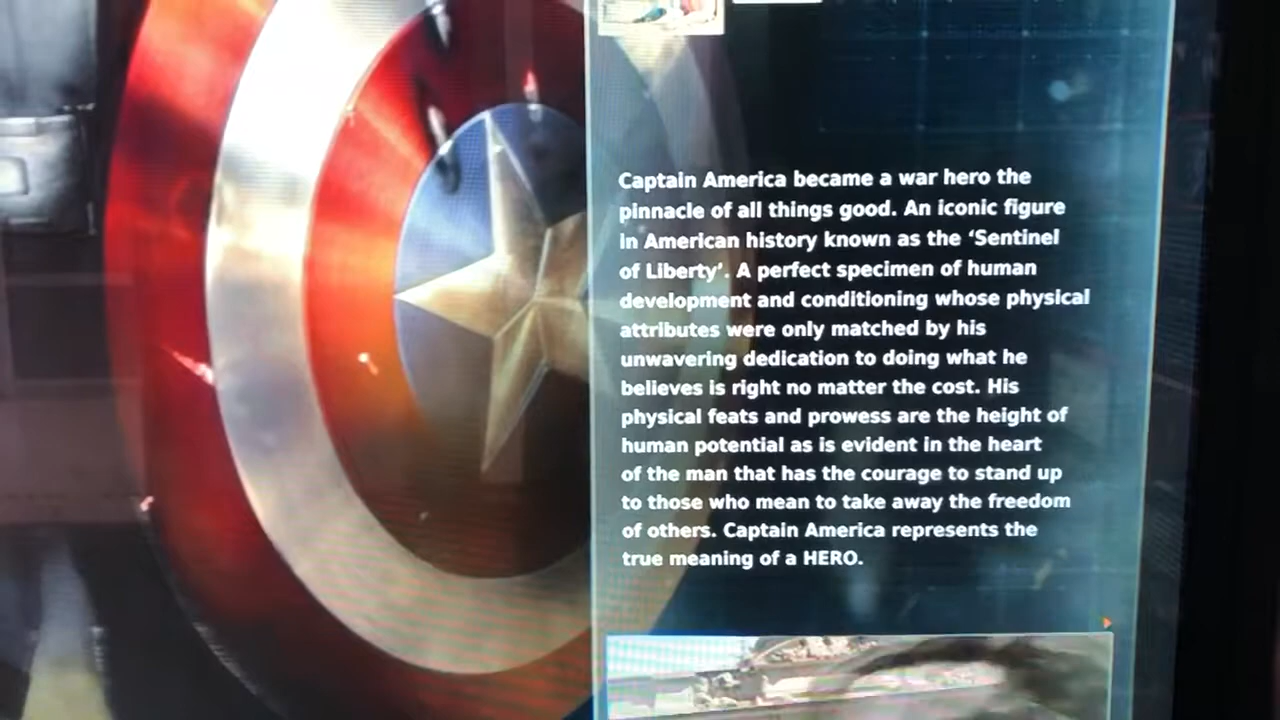 Captain America became a war hero the
pinnacle of all things good. An iconic figure
in American history known as the ‘Sentinel
of Liberty’. A perfect specimen of human
development and conditioning whose physical
attributes were only matched by his
unwavering dedication to doing what he
believes is right no matter the cost. His
physical feats and prowess are the height of
human potential as is evident in the heart
of the man that has the courage to stand up
to those who mean to take away the freedom
of others. Captain America represents the
true meaning of a HERO.